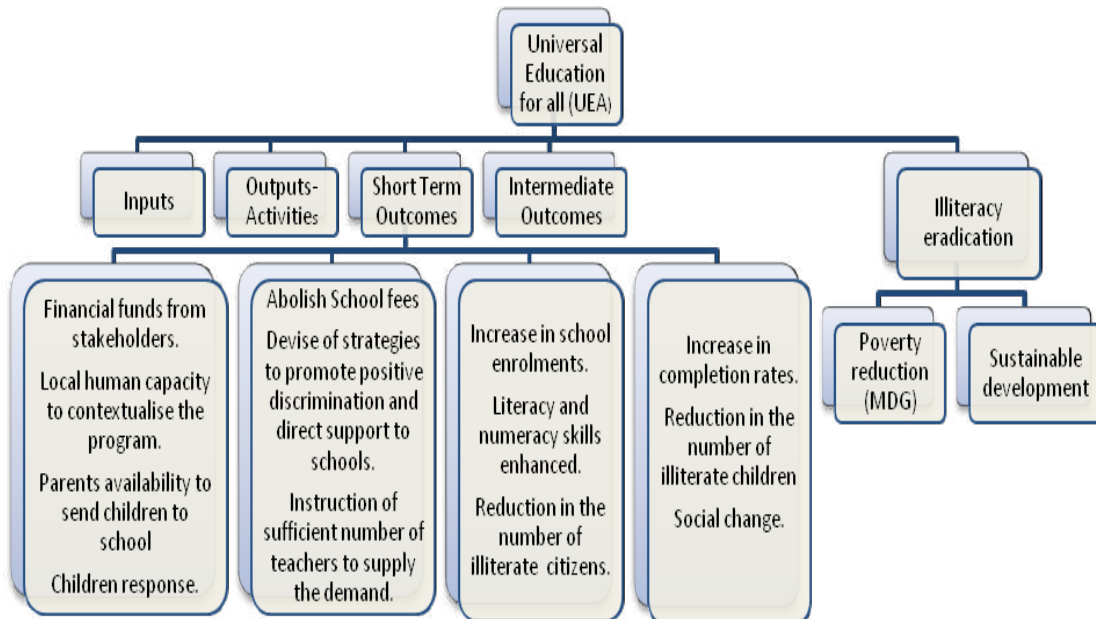 Universal
Education
for all (UEA)
Inputs
Outputs-
Activities
Short Term
Outcomes
Intermediate
Outcomes
Illiteracy
eradication
Financial funds from
stakeholders.
Local human capacity
to contextualise the
program.
Parents availability to
send children to
school
Children response.
Abolish School fees
Devise of strategies
to promote positive
discrimination and
direct support to
schools.
Instruction of
sufficient number of
teachers to supply
the demand.
Increase in school
enrolments.
Literacy and
numeracy skills
enhanced.
Reduction in the
number of
illiterate citizens.
Increase in
completion rates.
Reduction in the
number of
illiterate children
Social change.
Poverty
reduction
(MDG)
Sustainable
development